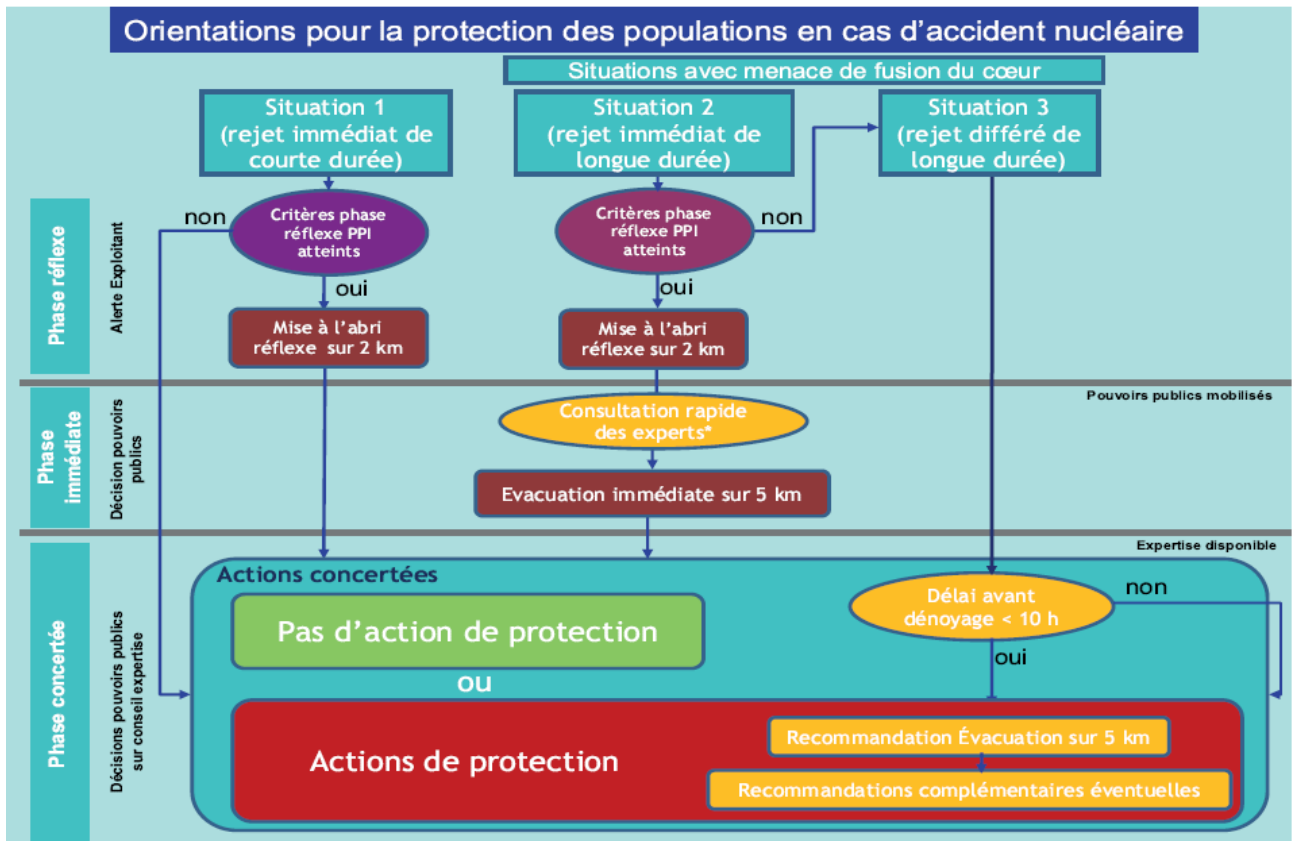 Orientations pour la protection des populations en cas d'accident nucléaire
Situations avec menace de fusion du cœur
Situation 1
(rejet immédiat de
courte durée)
Situation 2
(rejet immédiat de
longue durée)
Situation 3
(rejet différé de
longue durée)
Phase réflexe
Alerte Exploitant
non
Critères phase
réflexe PPI
atteints
oui
Mise à l'abri
réflexe sur 2 km
Critères phase
réflexe PPI
atteints
non
oui
Mise à l'abri
réflexe sur 2 km
Pouvoirs publics mobilisés
Phase
immédiate
Décision pouvoirs
publics
Consultation rapide
des experts*
Evacuation immédiate sur 5 km
Expertise disponible
Phase concertée
Décisions pouvoirs publics
sur conseil expertise
Actions concertées
Pas d'action de protection
ou
Délai avant
dénoyage < 10 h
non
oui
Actions de protection
Recommandation Évacuation sur 5 km
Recommandations complémentaires éventuelles